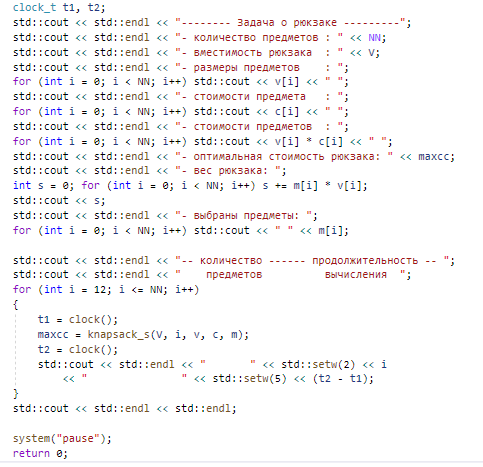 clock_t t1, t2;
std::cout << std::endl << "-------- Задача о рюкзаке ---------";
std::cout << std::endl << "- количество предметов : " << NN;
std::cout << std::endl << "- вместимость рюкзака  : " << V;
std::cout << std::endl << "- размеры предметов    : ";
for (int i = 0; i < NN; i++) std::cout << v[i] << " ";
std::cout << std::endl << "- стоимости предмета   : ";
for (int i = 0; i < NN; i++) std::cout << c[i] << " ";
std::cout << std::endl << "- стоимости предметов  : ";
for (int i = 0; i < NN; i++) std::cout << v[i] * c[i] << " ";
std::cout << std::endl << "- оптимальная стоимость рюкзака: " << maxcc;
std::cout << std::endl << "- вес рюкзака: ";
int s = 0; for (int i = 0; i < NN; i++) s += m[i] * v[i];
std::cout << s;
std::cout << std::endl << "- выбраны предметы: ";
for (int i = 0; i < NN; i++) std::cout << " " << m[i];
std::cout << std::endl << "-- количество ------ продолжительность -- ";
std::cout << std::endl << "    предметов          вычисления  ";
for (int i = 12; i <= NN; i++)
{
    t1 = clock();
    maxcc = knapsack_s(V, i, v, c, m);
    t2 = clock();
    std::cout << std::endl << "       " << std::setw(2) << i
        << "               " << std::setw(5) << (t2 - t1);
}
std::cout << std::endl << std::endl;
system("pause");
return 0;